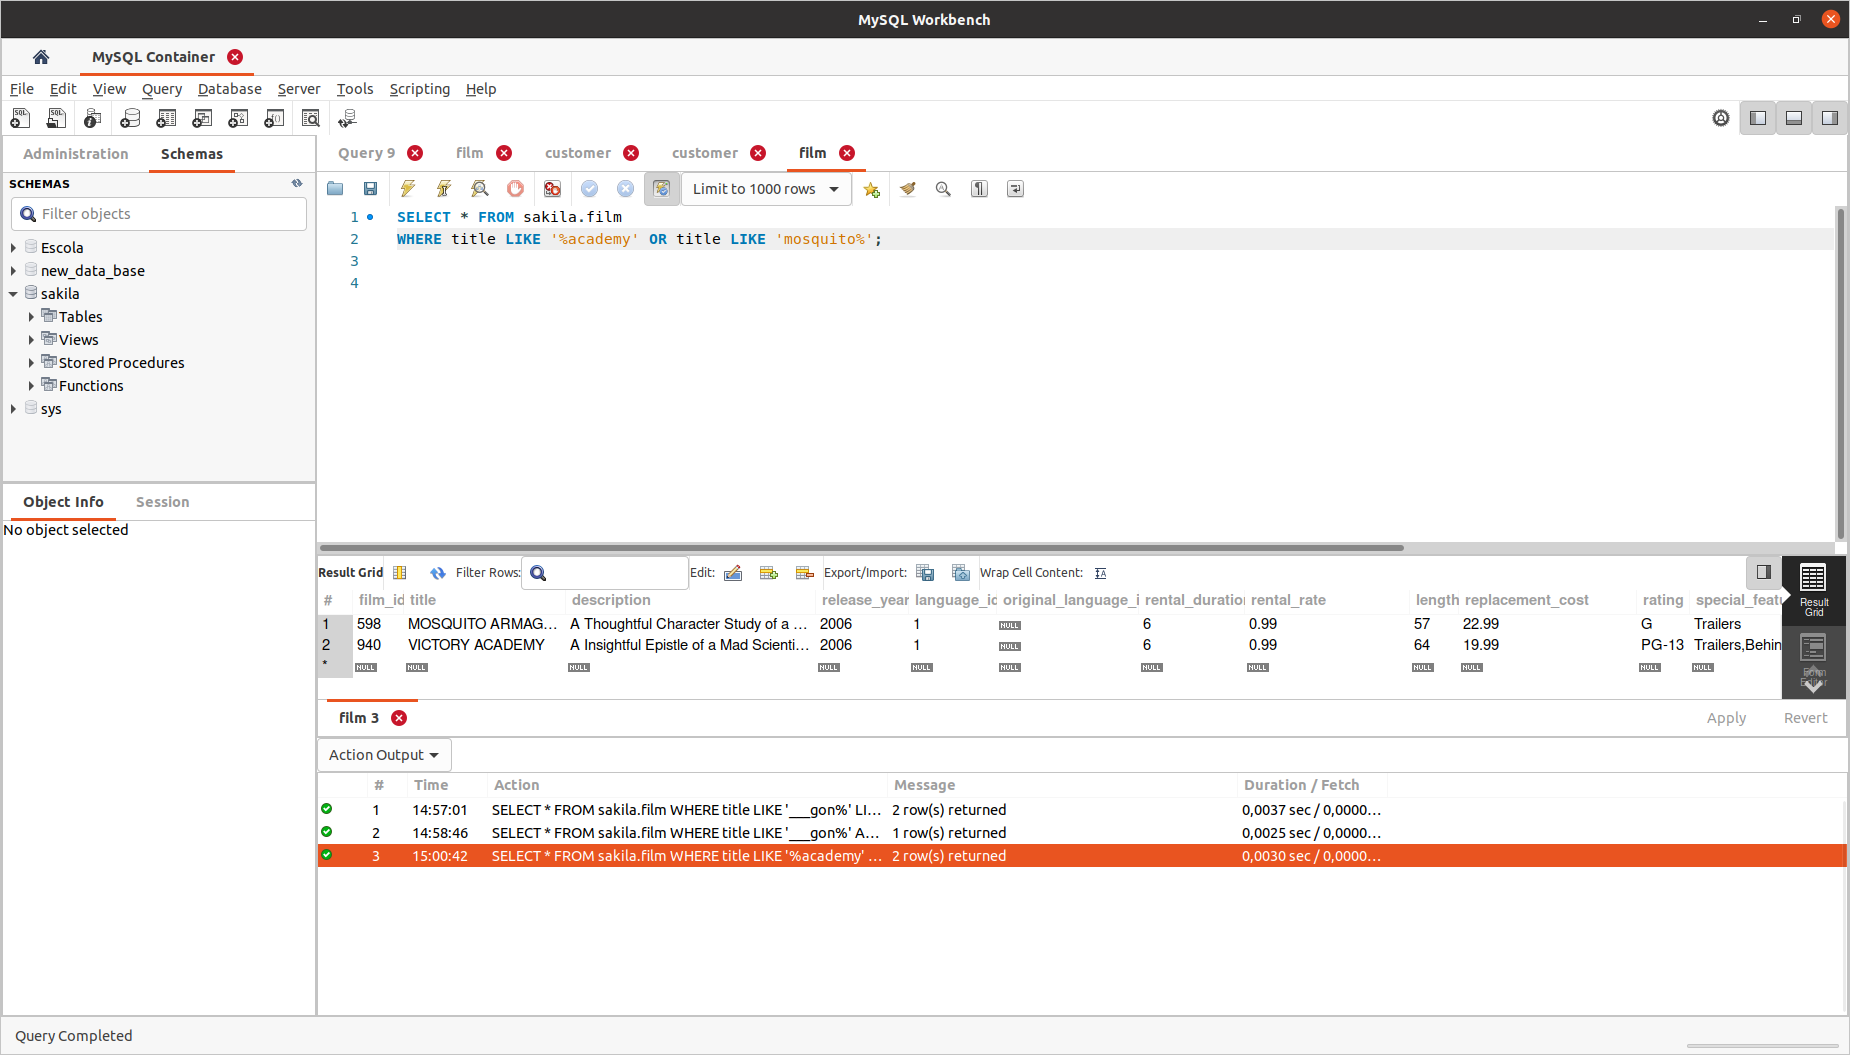 MySQL Workbench
MySQL Container
File Edit View Query Database Server Tools Scripting Help
Administration Schemas
SCHEMAS
Filter objects
Escola
new_data_base
sakila
Tables
Views
Stored Procedures
Functions
sys
Object Info Session
No object selected
Query 9 film customer customer film
Limit to 1000 rows
1 SELECT * FROM sakila.film
2 WHERE title LIKE '%academy' OR title LIKE 'mosquito%';
3
4
Result Grid Filter Rows: Edit: Export/Import: Wrap Cell Content:
# film_id title description release_year language_id original_language_i rental_duration rental_rate length replacement_cost rating special_featu
1 598 MOSQUITO ARMAG... A Thoughtful Character Study of a ... 2006 1 NULL 6 0.99 57 22.99 G Trailers
2 940 VICTORY ACADEMY A Insightful Epistle of a Mad Scienti... 2006 1 NULL 6 0.99 64 19.99 PG-13 Trailers,Behin
* NULL NULL NULL NULL NULL NULL NULL NULL NULL NULL NULL NULL
Result
Grid
Form
Editor
film 3 Apply Revert
Action Output
# Time Action Message Duration / Fetch
1 14:57:01 SELECT * FROM sakila.film WHERE title LIKE '___gon%' LI... 2 row(s) returned 0,0037 sec / 0,0000...
2 14:58:46 SELECT * FROM sakila.film WHERE title LIKE '___gon%' A... 1 row(s) returned 0,0025 sec / 0,0000...
3 15:00:42 SELECT * FROM sakila.film WHERE title LIKE '%academy' ... 2 row(s) returned 0,0030 sec / 0,0000...
Query Completed